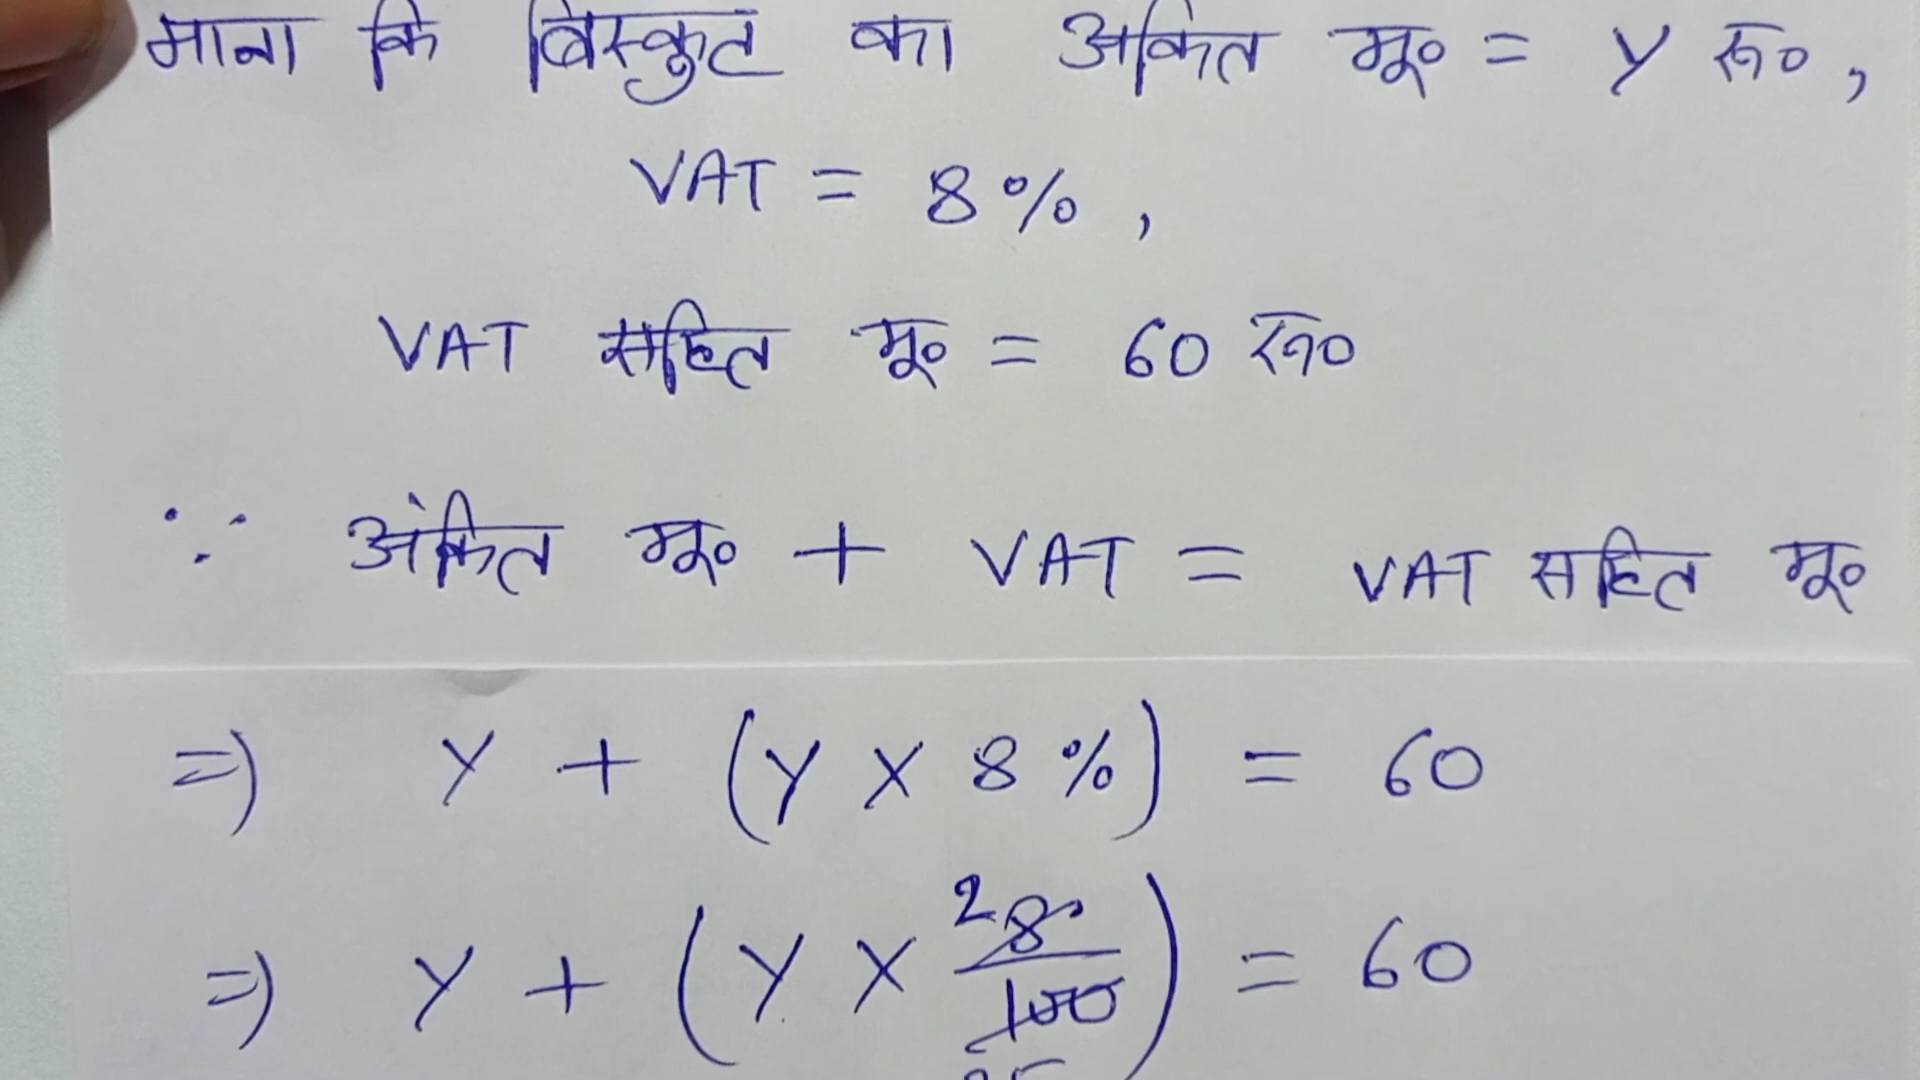 माना कि बिस्कुट का अंकित मू० = y रू०,
VAT = 8%,
VAT सहित मू० = 60 रू०
∵ अंकित मू० + VAT = VAT सहित मू०
⇒ y + (y × 8%) = 60
⇒ y + (y × 2 8/100) = 60